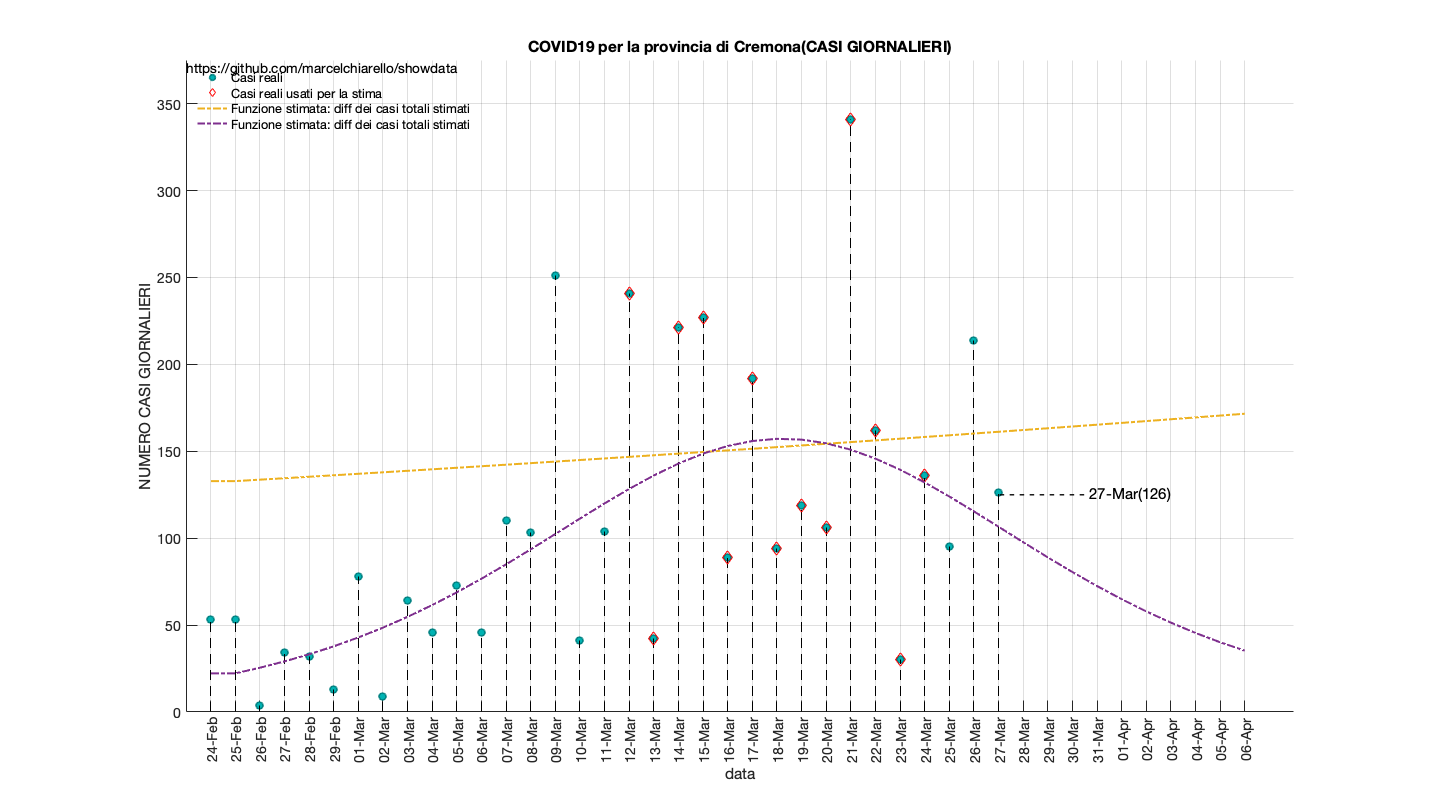 COVID19 per la provincia di Cremona(CASI GIORNALIERI)
https://github.com/marcelchiarello/showdata
Casi reali
Casi reali usati per la stima
Funzione stimata: diff dei casi totali stimati
Funzione stimata: diff dei casi totali stimati
NUMERO CASI GIORNALIERI
350
300
250
200
150
100
50
0
27-Mar(126)
24-Feb
25-Feb
26-Feb
27-Feb
28-Feb
29-Feb
01-Mar
02-Mar
03-Mar
04-Mar
05-Mar
06-Mar
07-Mar
08-Mar
09-Mar
10-Mar
11-Mar
12-Mar
13-Mar
14-Mar
15-Mar
16-Mar
17-Mar
18-Mar
19-Mar
20-Mar
21-Mar
22-Mar
23-Mar
24-Mar
25-Mar
26-Mar
27-Mar
28-Mar
29-Mar
30-Mar
31-Mar
01-Apr
02-Apr
03-Apr
04-Apr
05-Apr
06-Apr
data